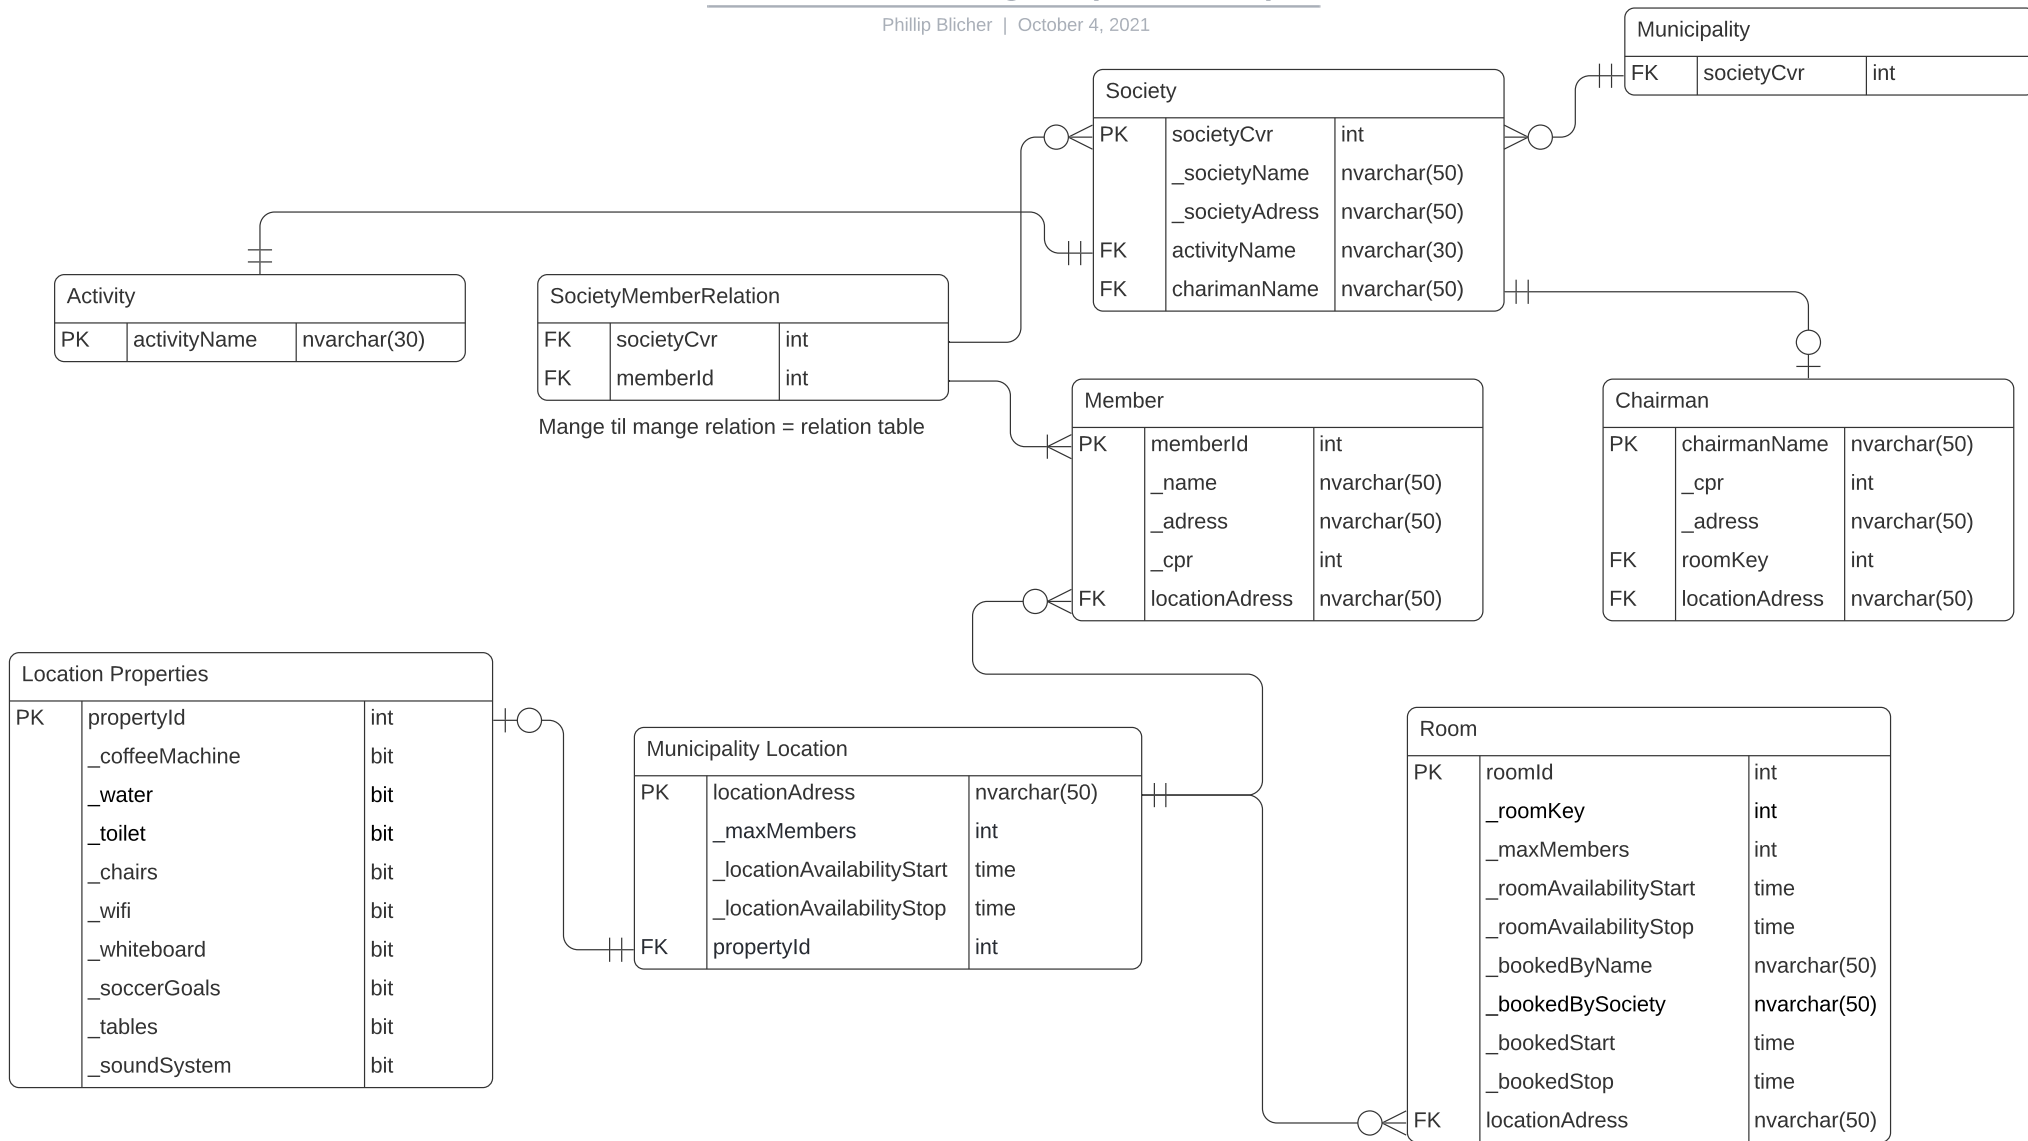 Phillip Blicher | October 4, 2021
Municipality
FK societyCvr int
Society
PK societyCvr int
_societyName nvarchar(50)
_societyAdress nvarchar(50)
FK activityName nvarchar(30)
FK charimanName nvarchar(50)
Activity
PK activityName nvarchar(30)
SocietyMemberRelation
FK societyCvr int
FK memberId int
Mange til mange relation = relation table
Member
PK memberId int
_name nvarchar(50)
_adress nvarchar(50)
_cpr int
FK locationAdress nvarchar(50)
Chairman
PK chairmanName nvarchar(50)
_cpr int
_adress nvarchar(50)
FK roomKey int
FK locationAdress nvarchar(50)
Location Properties
PK propertyId int
_coffeeMachine bit
_water bit
_toilet bit
_chairs bit
_wifi bit
_whiteboard bit
_soccerGoals bit
_tables bit
_soundSystem bit
Municipality Location
PK locationAdress nvarchar(50)
_maxMembers int
_locationAvailabilityStart time
_locationAvailabilityStop time
FK propertyId int
Room
PK roomId int
_roomKey int
_maxMembers int
_roomAvailabilityStart time
_roomAvailabilityStop time
_bookedByName nvarchar(50)
_bookedBySociety nvarchar(50)
_bookedStart time
_bookedStop time
FK locationAdress nvarchar(50)